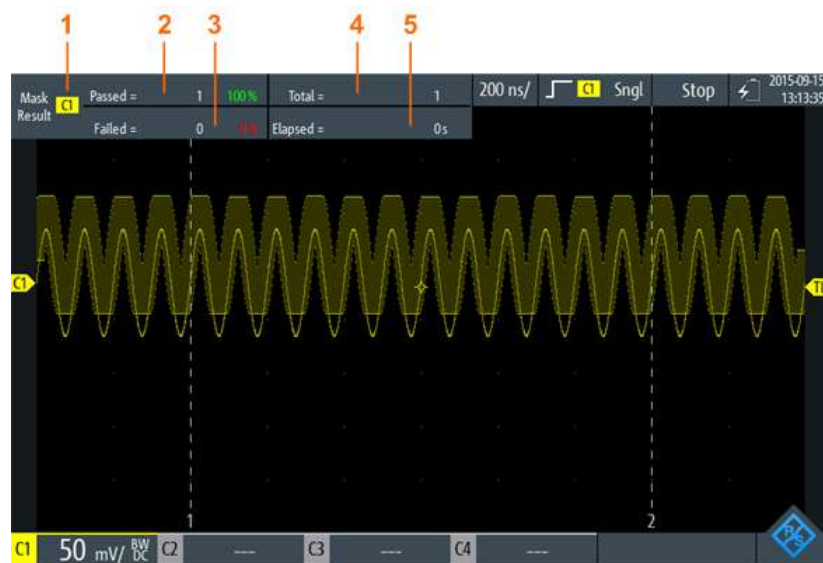 1 2 3 4 5
Mask Result C1 Passed = 1 100% Total = 1 200 ns/ C1 Sngl Stop 2015-09-15
Failed = 0 0% Elapsed = 0s 13:13:35
C1
1 2
C1 50 mV/ BW DC C2 --- C3 --- C4 ---
R&S